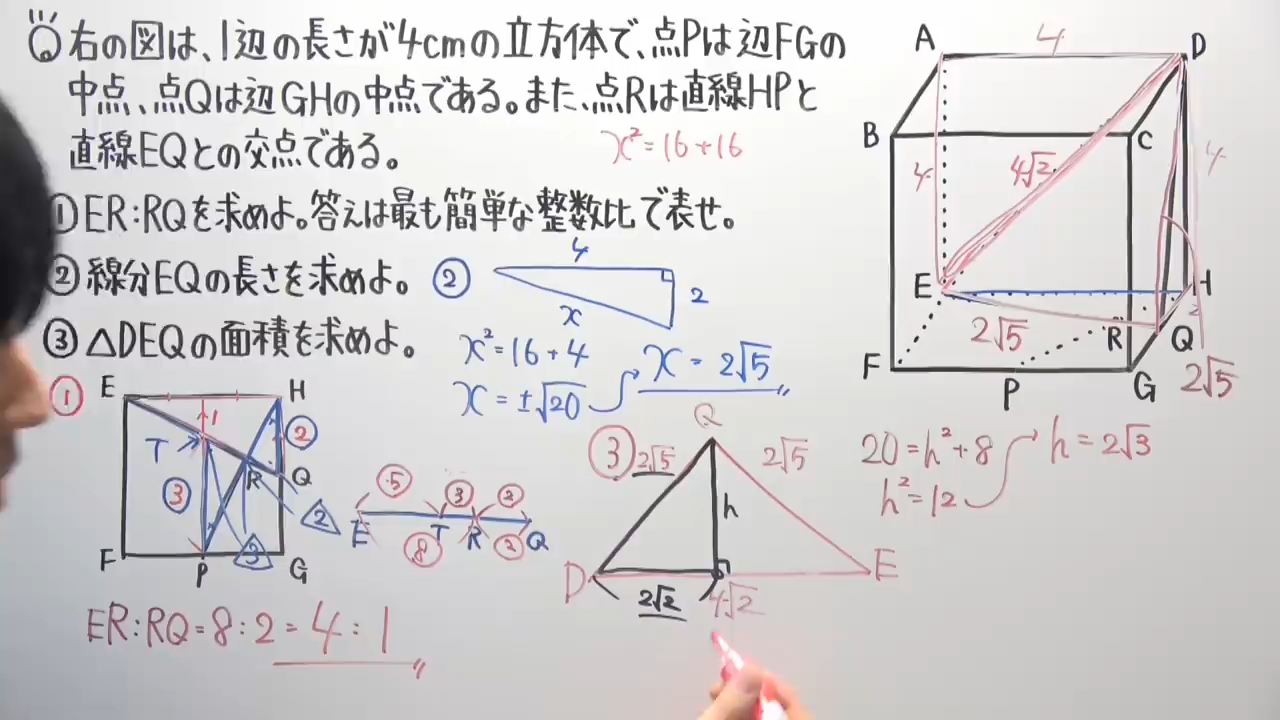 右の図は、1辺の長さが4cmの立方体で、点Pは辺FGの
中点、点Qは辺GHの中点である。また、点Rは直線HPと
直線EQとの交点である。
x²=16+16
①ER:RQを求めよ。答えは最も簡単な整数比で表せ。
②線分EQの長さを求めよ。
③△DEQの面積を求めよ。
②
4
2
x
x²=16+4
x=±√20
x=2√5
①
E
H
1
②
T
R
Q
③
2
3
F
P
G
5
③
②
E
T
R
Q
⑧
②
ER:RQ=8:2=4:1
③
Q
2√5
2√5
h
D
E
2√2
4√2
20=h²+8
h²=12
h=2√3
A
4
D
B
C
4
4√2
4
E
H
2
2√5
R
Q
F
P
G
2√5